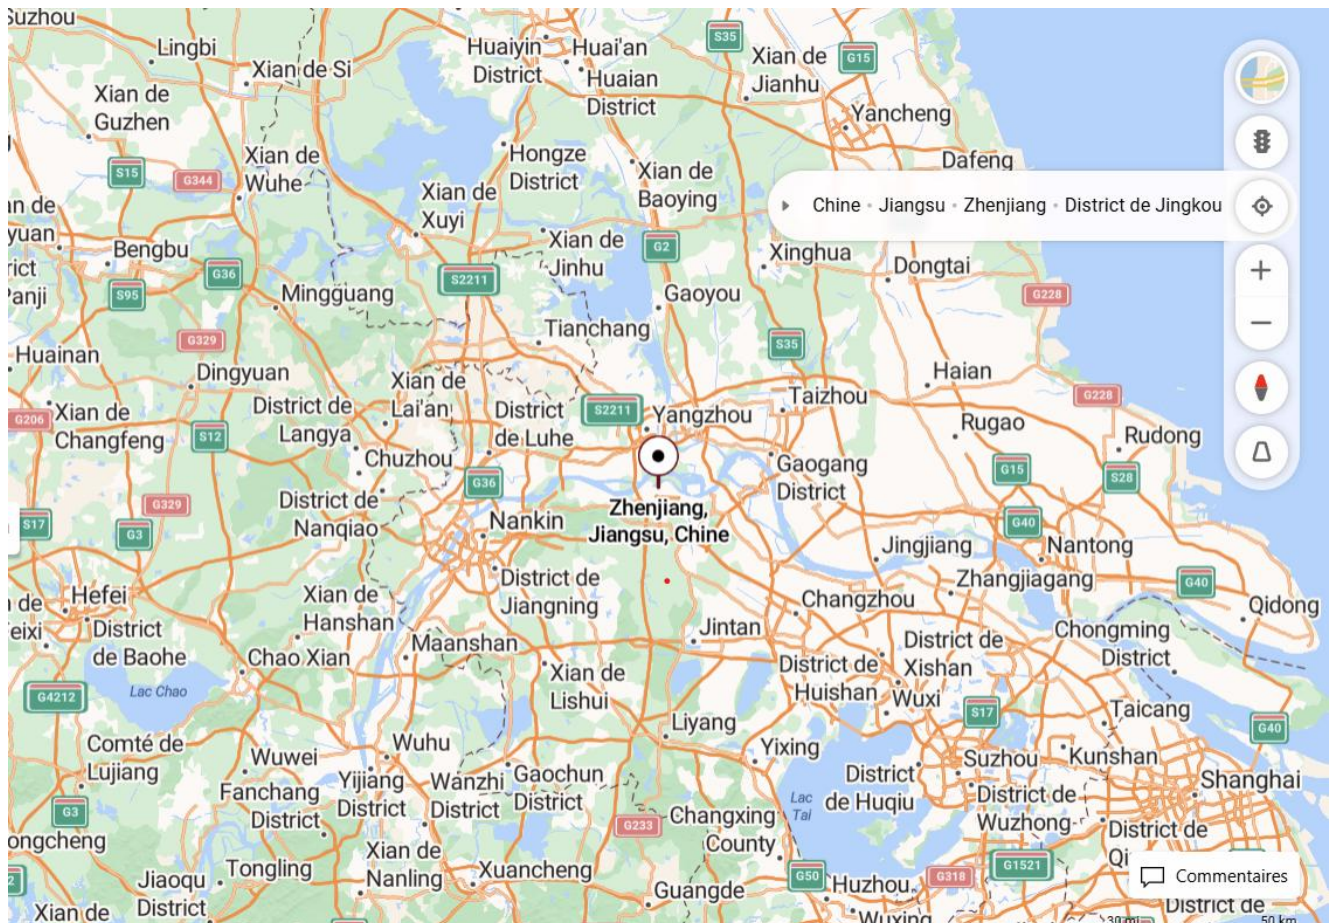 Suzhou
Lingbi
Xian de Si
Huaiyin
District
Huai'an
Huaian
District
S35
G15
Xian de
Jianhu
Yancheng
Xian de
Guzhen
S15
G344
Xian de
Wuhe
Hongze
District
Xian de
Baoying
Dafeng
Xian de
Xuyi
Chine • Jiangsu • Zhenjiang • District de Jingkou
Bengbu
G36
S95
Mingguang
S2211
Xian de
Jinhu
G2
Xinghua
Dongtai
Gaoyou
G228
Panji
G329
Huainan
Tianchang
S35
Dingyuan
Haian
G206
Xian de
Changfeng
S12
District de
Langya
Xian de
Lai'an
District
de Luhe
S2211
Yangzhou
Taizhou
G228
Rugao
Rudong
Chuzhou
G36
Gaogang
District
G15
S28
G329
S17
G3
District de
Nanqiao
Nankin
Zhenjiang,
Jiangsu, Chine
G40
Nantong
Jingjiang
Hefei
District
de Baohe
Xian de
Hanshan
District de
Jiangning
Zhangjiagang
G40
Qidong
Changzhou
Maanshan
Jintan
Chongming
District
Lac Chao
Chao Xian
Xian de
Lishui
District de
Huishan
District de
Xishan
Wuxi
G4212
Liyang
S17
Taicang
G40
Comté de
Lujiang
Wuwei
Wuhu
Yixing
Kunshan
Suzhou
Shanghai
Fanchang
District
Yijiang
District
Wanzhi
District
Gaochun
District
District
de Huqiu
District de
Wuzhong
Lac
Tai
G3
G233
Changxing
County
District de
G1521
Tongling
Xian de
Nanling
Xuancheng
G50
G318
Commentaires
Jiaoqu
District
Guangde
Huzhou
Wuxing
District de
Xian de
30 mi
50 km